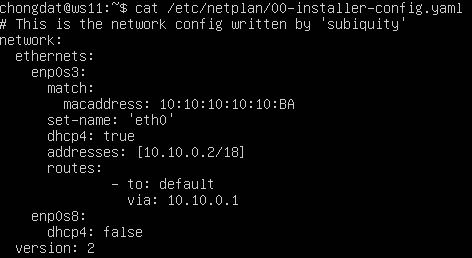 chongdat@ws11:~$ cat /etc/netplan/00-installer-config.yaml
# This is the network config written by 'subiquity'
network:
  ethernets:
    enp0s3:
      match:
        macaddress: 10:10:10:10:10:BA
      set-name: 'eth0'
      dhcp4: true
      addresses: [10.10.0.2/18]
      routes:
              - to: default
                via: 10.10.0.1
    enp0s8:
      dhcp4: false
  version: 2